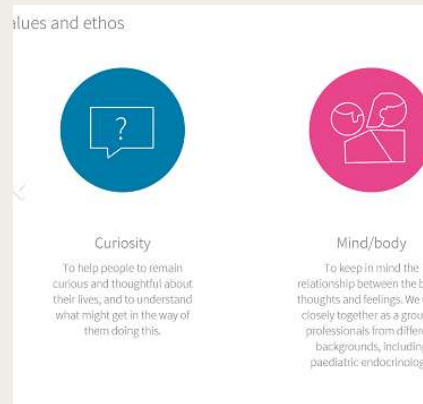 alues and ethos
?
Curiosity
To help people to remain
curious and thoughtful about
their lives, and to understand
what might get in the way of
them doing this.
Mind/body
To keep in mind the
relationship between the b
thoughts and feelings. We
closely together as a grou
professionals from differe
backgrounds, including
paediatric endocrinolog